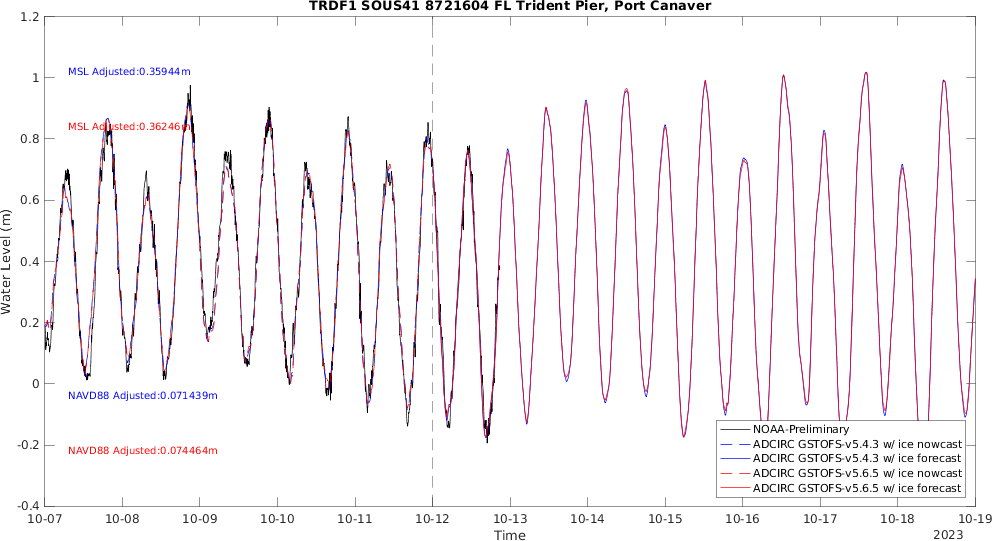 TRDF1 SOUS41 8721604 FL Trident Pier, Port Canaver
1.2
1
0.8
0.6
0.4
0.2
0
-0.2
-0.4
Water Level (m)
MSL Adjusted:0.35944m
MSL Adjusted:0.36246m
NAVD88 Adjusted:0.071439m
NAVD88 Adjusted:0.074464m
NOAA-Preliminary
ADCIRC GSTOFS-v5.4.3 w/ ice nowcast
ADCIRC GSTOFS-v5.4.3 w/ ice forecast
ADCIRC GSTOFS-v5.6.5 w/ ice nowcast
ADCIRC GSTOFS-v5.6.5 w/ ice forecast
10-07 10-08 10-09 10-10 10-11 10-12 10-13 10-14 10-15 10-16 10-17 10-18 10-19
Time
2023